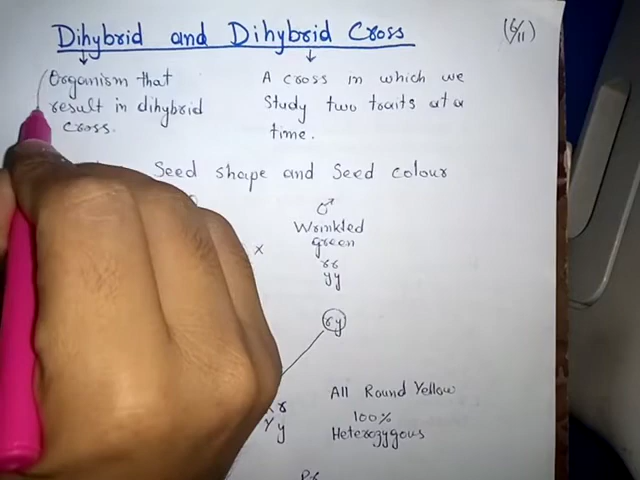 Dihybrid and Dihybrid Cross
(6/11)
Organism that
result in dihybrid
cross.
A cross in which we
Study two traits at a
time.
Seed shape and Seed colour
♂
Wrinkled
green
×
rr
yy
ry
r
Yy
All Round Yellow
100%
Heterozygous